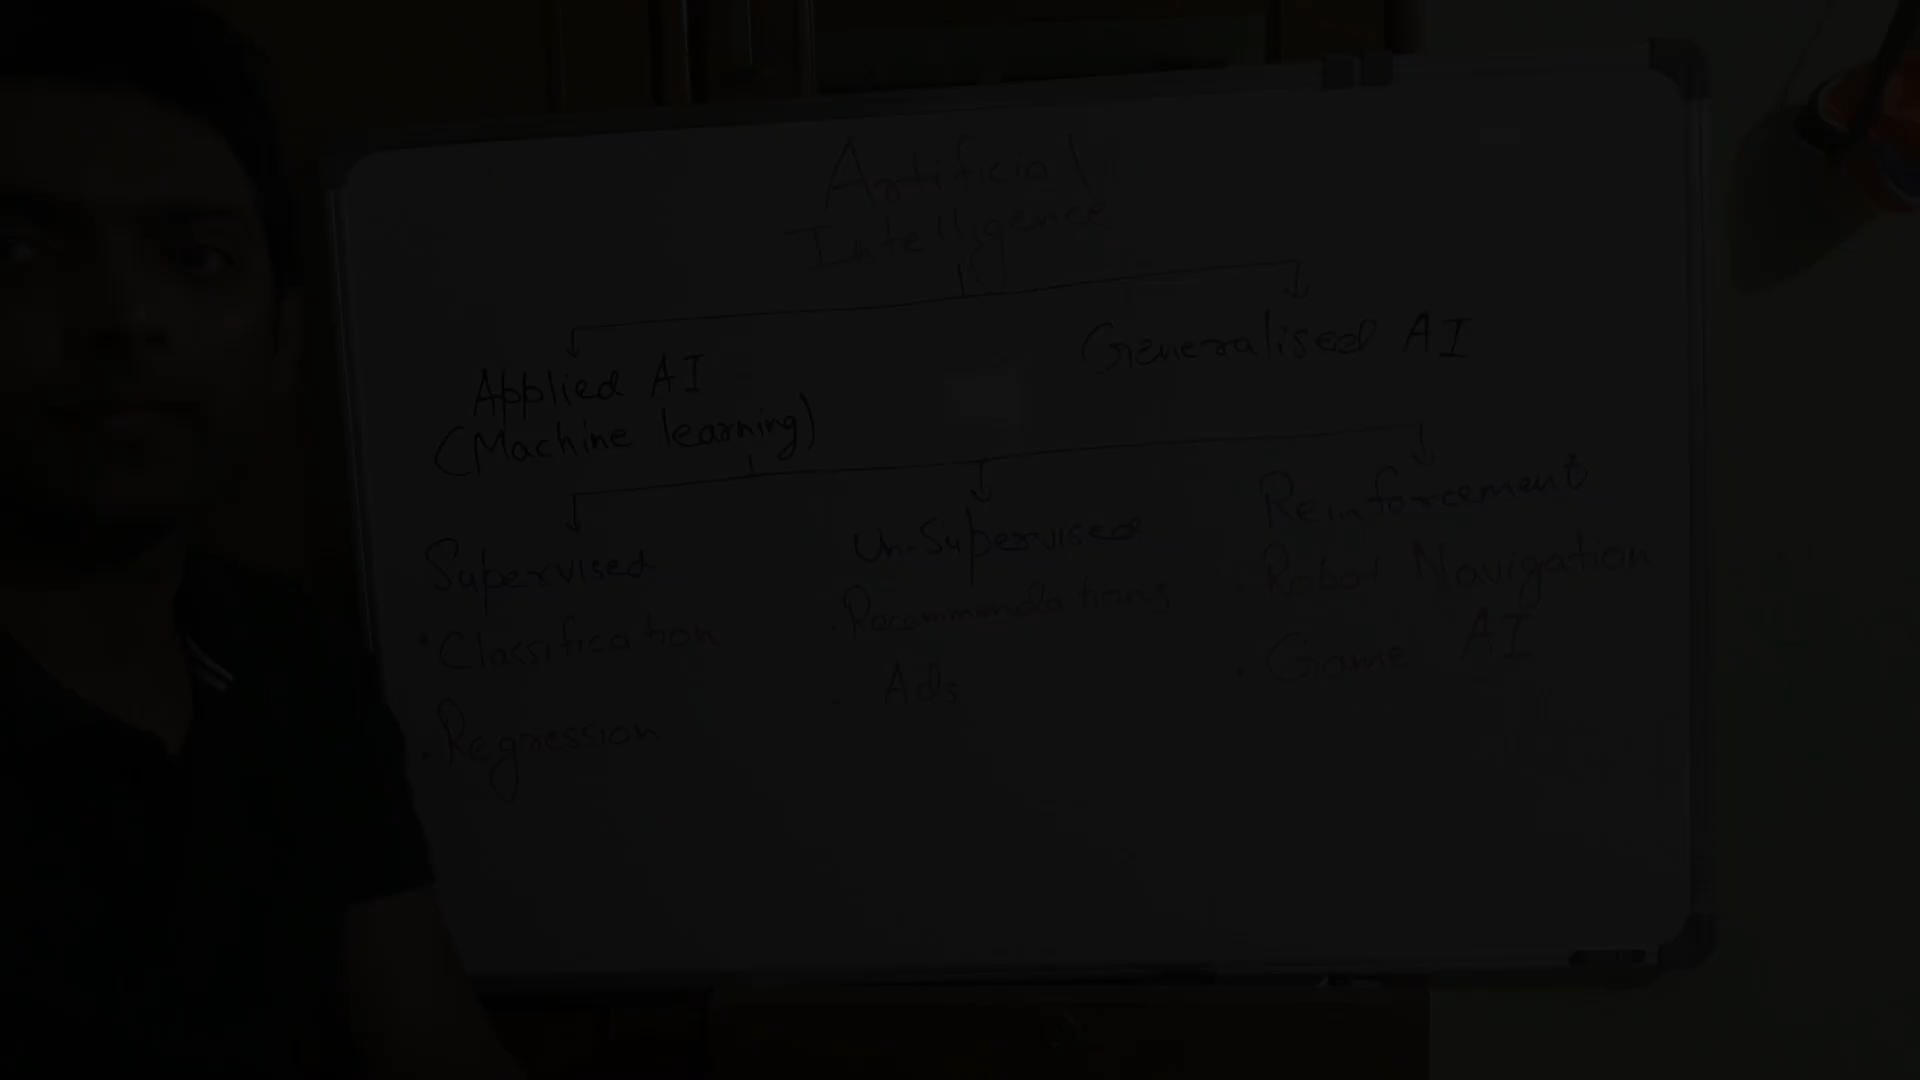 Artificial
Intelligence
Applied AI
(Machine learning)
Generalised AI
Supervised
• Classification
• Regression
Un-Supervised
• Recommendations
• Ads
Reinforcement
• Robot Navigation
• Game AI